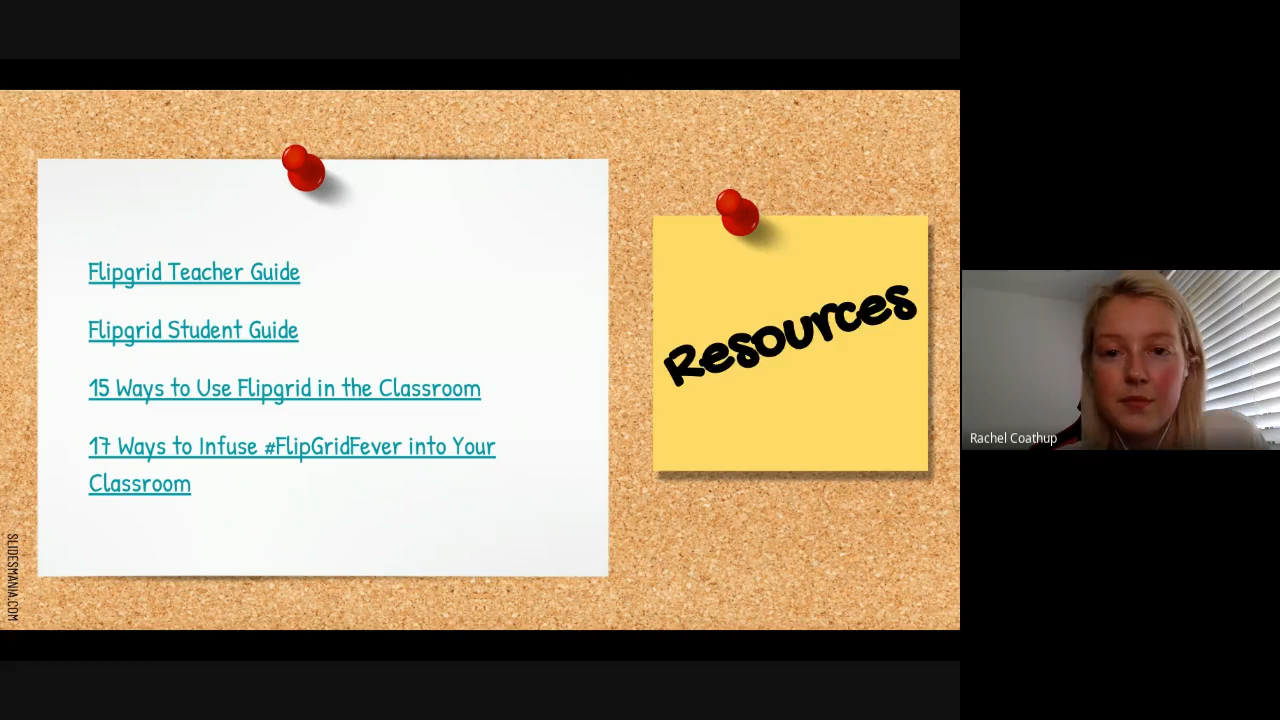 Flipgrid Teacher Guide
Flipgrid Student Guide
15 Ways to Use Flipgrid in the Classroom
17 Ways to Infuse #FlipGridFever into Your
Classroom
Resources
Rachel Coathup
SLIDESMANIA.COM